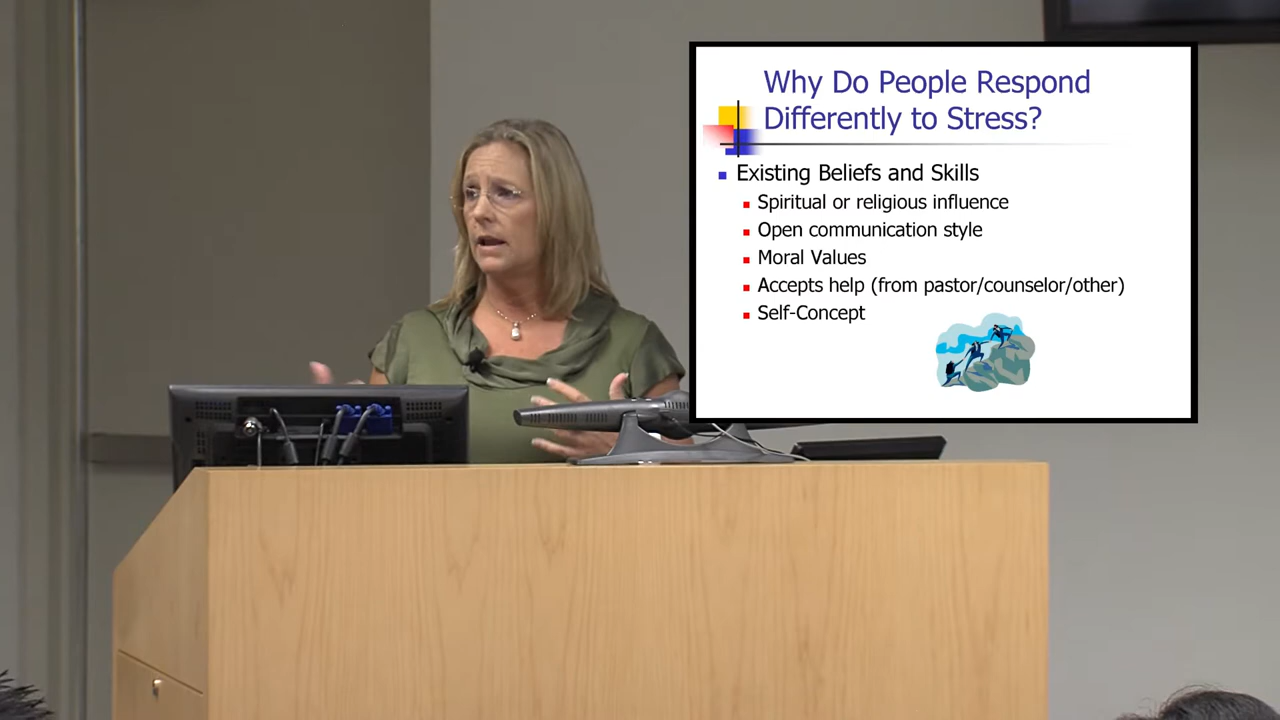 Why Do People Respond
Differently to Stress?
Existing Beliefs and Skills
Spiritual or religious influence
Open communication style
Moral Values
Accepts help (from pastor/counselor/other)
Self-Concept